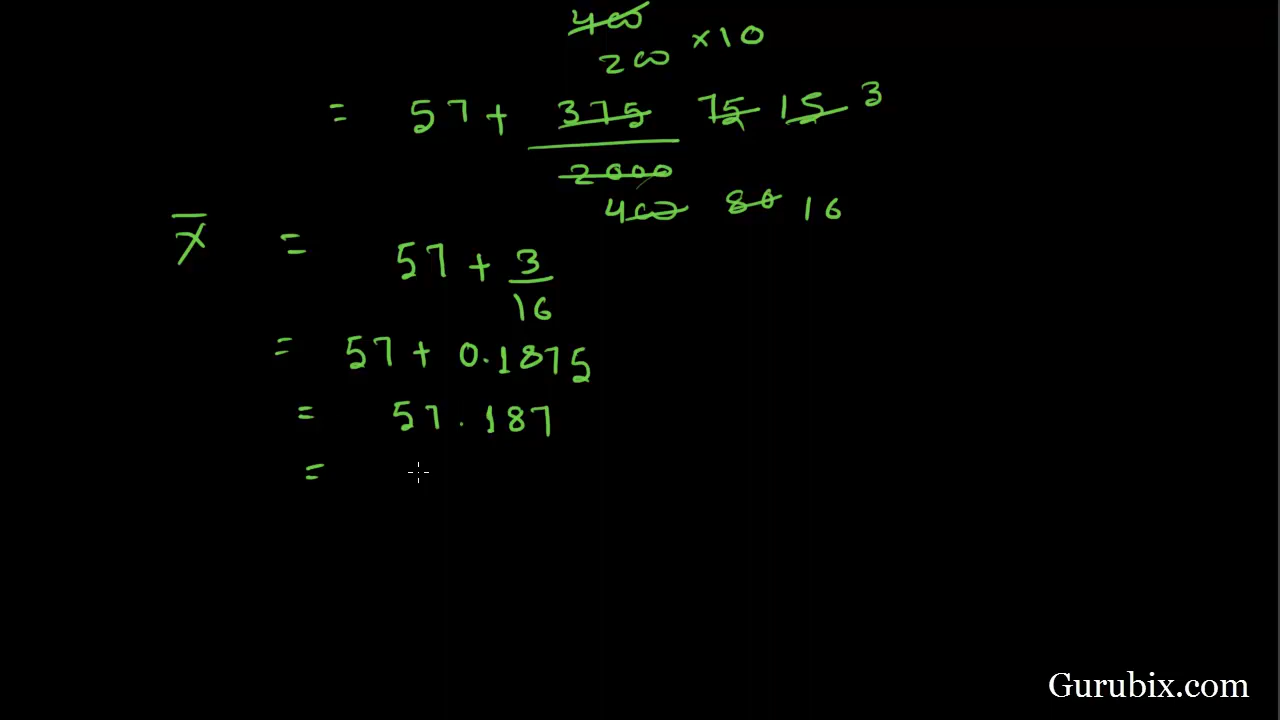 400
200 ×10
= 57 + 375 75 15 3
2000
400 80 16
x̄ = 57 + 3/16
= 57 + 0.1875
= 57.187
=
Gurubix.com